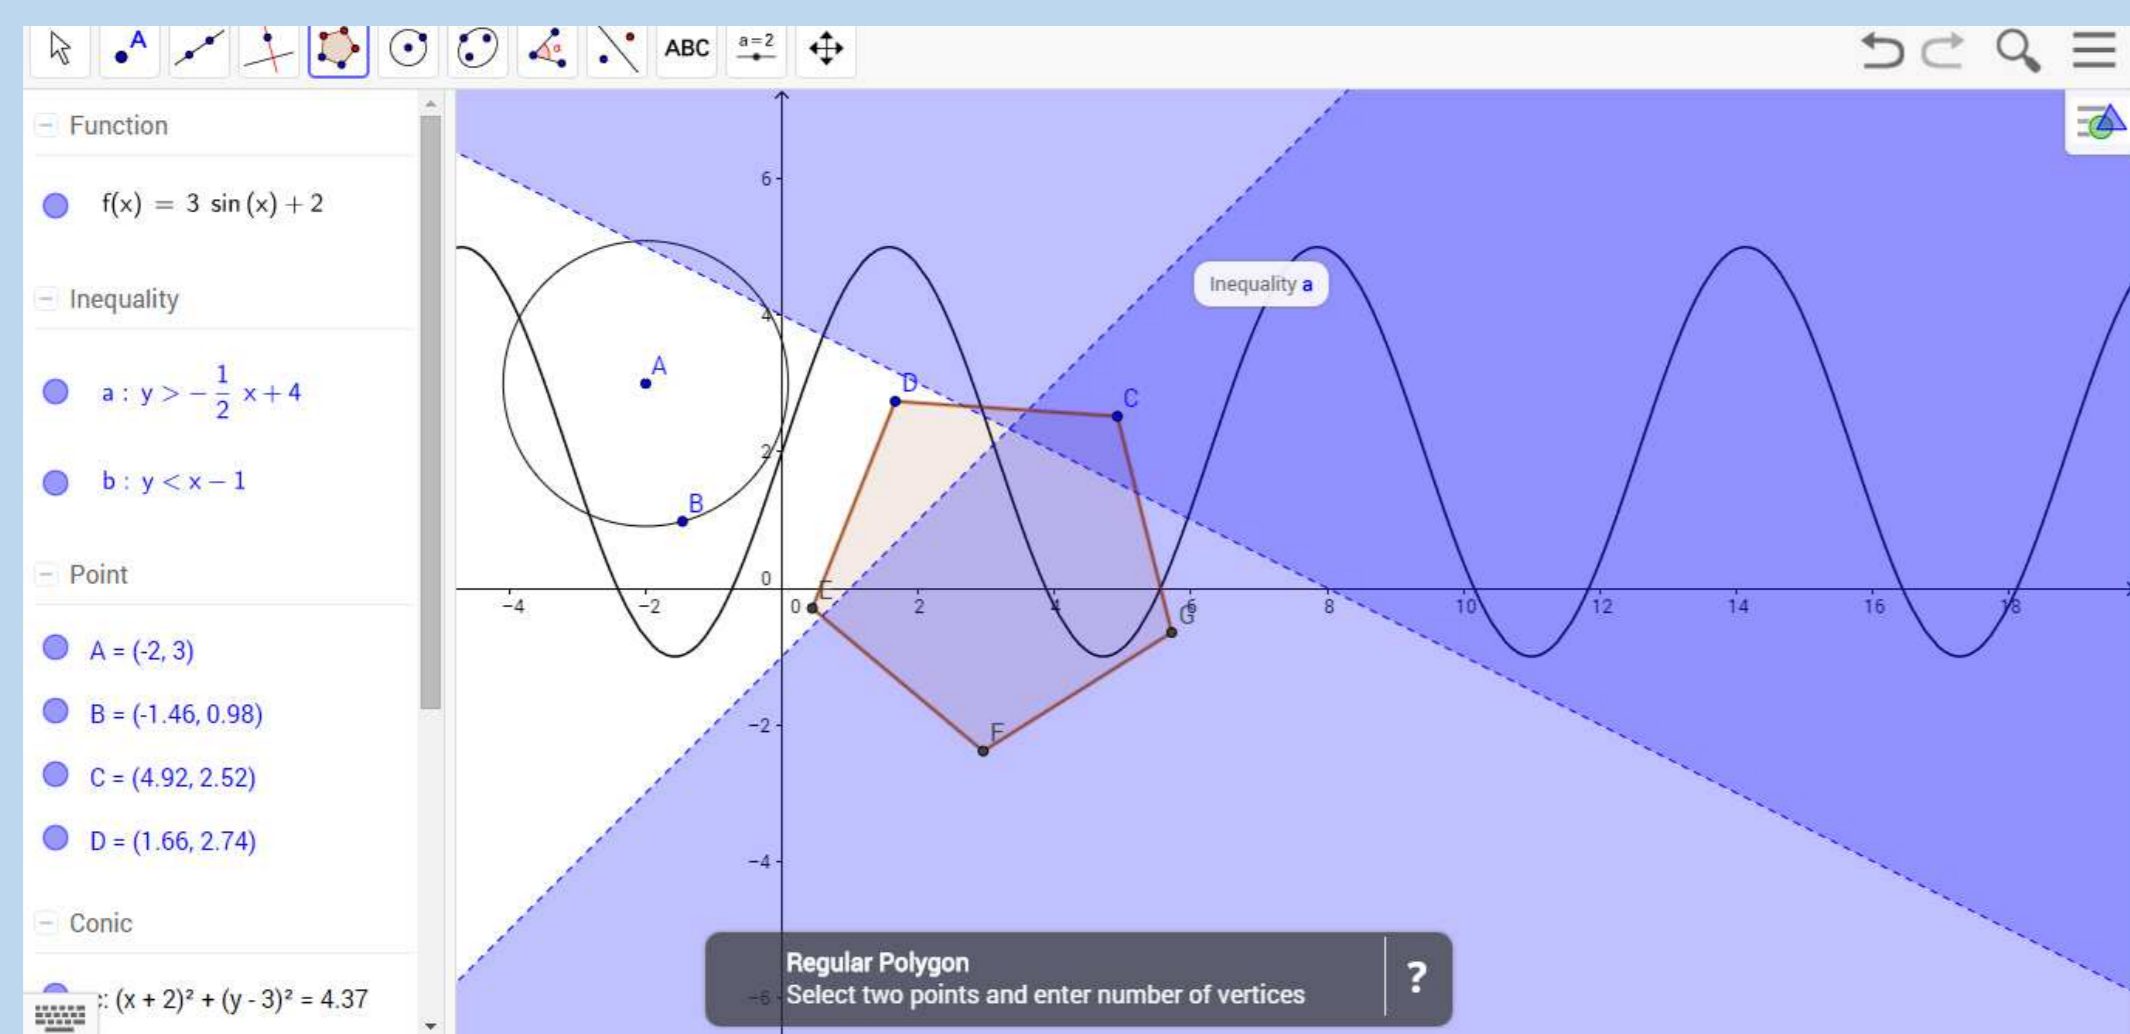 A
α
ABC
a=2
Function
f(x) = 3 sin (x) + 2
Inequality
a : y > − 1/2 x + 4
b : y < x − 1
Point
A = (-2, 3)
B = (-1.46, 0.98)
C = (4.92, 2.52)
D = (1.66, 2.74)
Conic
c: (x + 2)² + (y - 3)² = 4.37
6
4
2
0
−2
−4
−6
−4
−2
0
2
4
6
8
10
12
14
16
18
A
B
D
C
E
G
F
Inequality a
Regular Polygon
Select two points and enter number of vertices
?